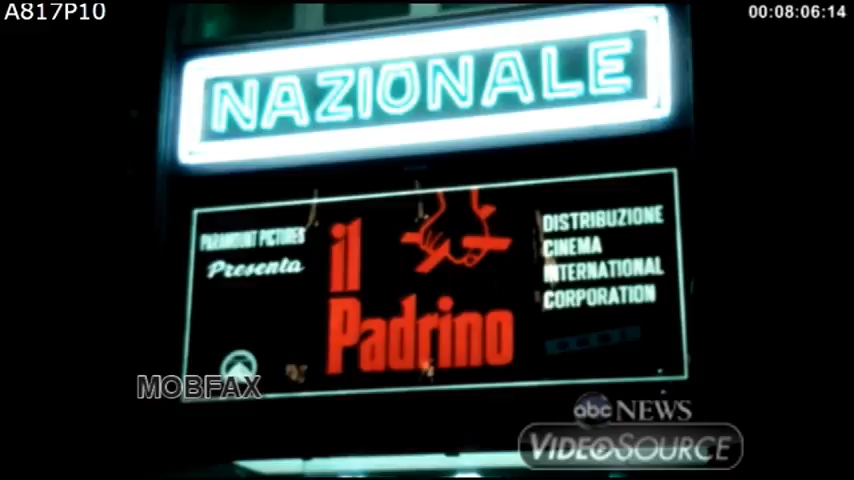 A817P10
00:08:06:14
NAZIONALE
PARAMOUNT PICTURES
Presenta
il
Padrino
DISTRIBUZIONE
CINEMA
INTERNATIONAL
CORPORATION
MOBFAX
abc NEWS
VIDEOSOURCE